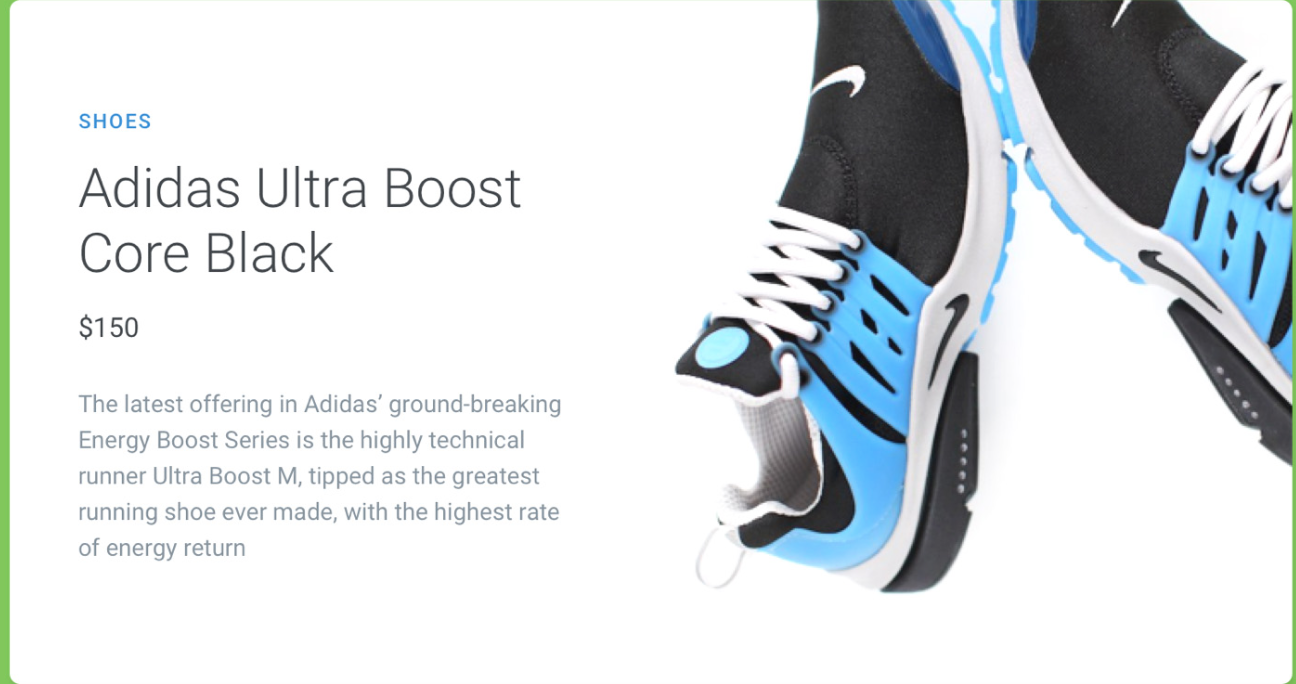 SHOES
Adidas Ultra Boost
Core Black
$150
The latest offering in Adidas’ ground-breaking
Energy Boost Series is the highly technical
runner Ultra Boost M, tipped as the greatest
running shoe ever made, with the highest rate
of energy return